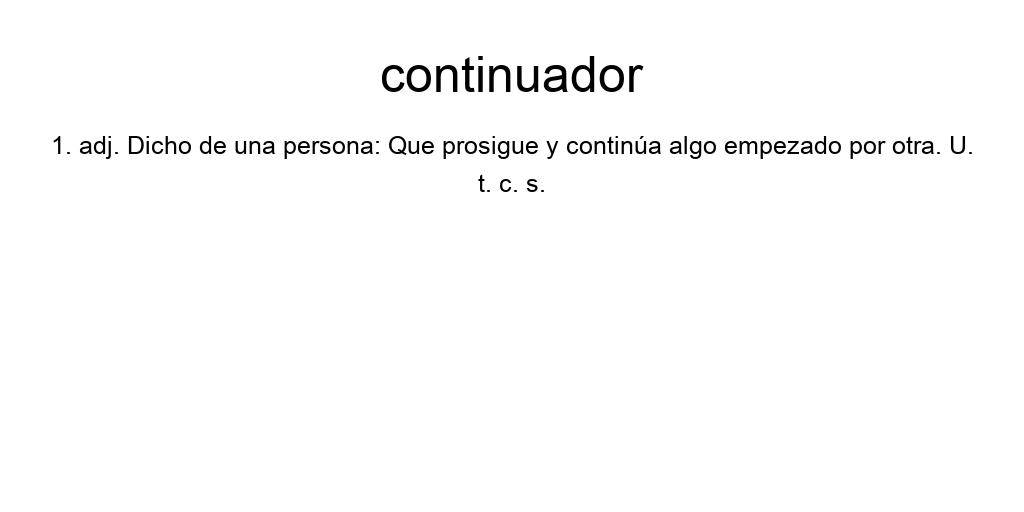 continuador
1. adj. Dicho de una persona: Que prosigue y continúa algo empezado por otra. U.
t. c. s.